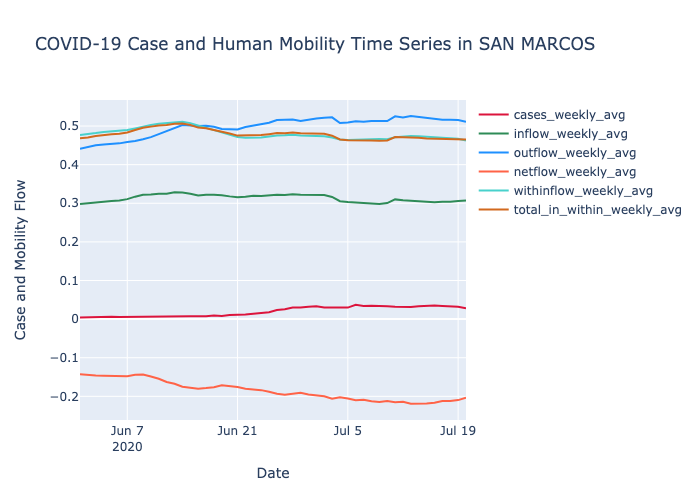 COVID-19 Case and Human Mobility Time Series in SAN MARCOS
cases_weekly_avg
inflow_weekly_avg
outflow_weekly_avg
netflow_weekly_avg
withinflow_weekly_avg
total_in_within_weekly_avg
Case and Mobility Flow
0.5
0.4
0.3
0.2
0.1
0
−0.1
−0.2
Jun 7
2020
Jun 21
Jul 5
Jul 19
Date